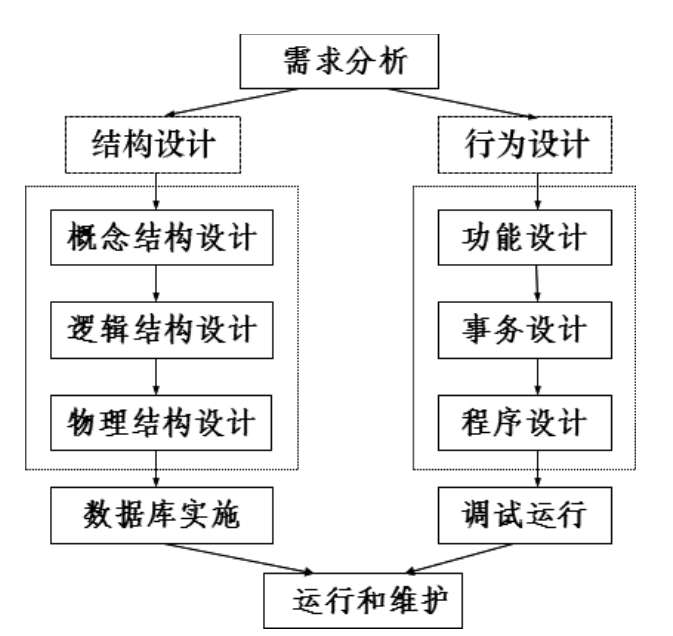 需求分析
结构设计
行为设计
概念结构设计
功能设计
逻辑结构设计
事务设计
物理结构设计
程序设计
数据库实施
调试运行
运行和维护